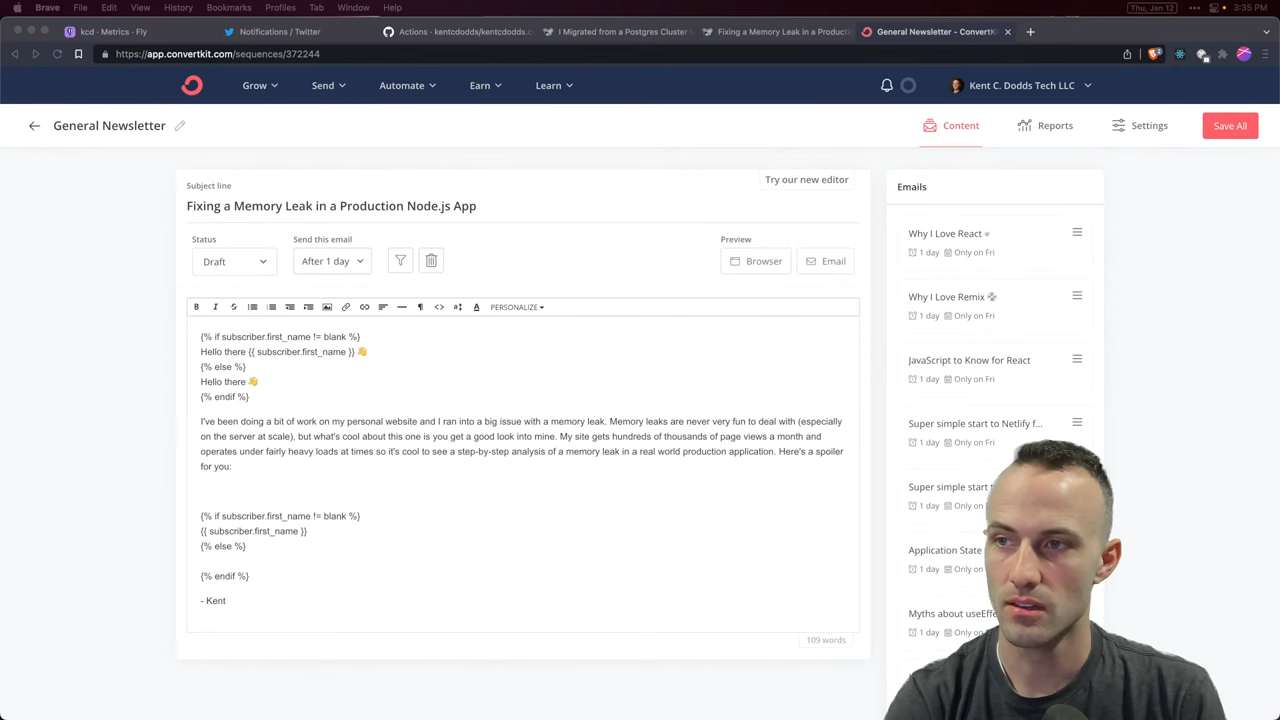 Brave File Edit View History Bookmarks Profiles Tab Window Help Thu, Jan 12 3:35 PM
kcd - Metrics · Fly Notifications / Twitter Actions · kentcdodds/kentcdodds.c I Migrated from a Postgres Cluster Fixing a Memory Leak in a Productio General Newsletter - ConvertKi
https://app.convertkit.com/sequences/372244
Grow Send Automate Earn Learn Kent C. Dodds Tech LLC
General Newsletter Content Reports Settings Save All
Subject line Try our new editor
Fixing a Memory Leak in a Production Node.js App
Status Send this email Preview
Draft After 1 day Browser Email
B I S PERSONALIZE
{% if subscriber.first_name != blank %}
Hello there {{ subscriber.first_name }} 👋
{% else %}
Hello there 👋
{% endif %}
I've been doing a bit of work on my personal website and I ran into a big issue with a memory leak. Memory leaks are never very fun to deal with (especially
on the server at scale), but what's cool about this one is you get a good look into mine. My site gets hundreds of thousands of page views a month and
operates under fairly heavy loads at times so it's cool to see a step-by-step analysis of a memory leak in a real world production application. Here's a spoiler
for you:
{% if subscriber.first_name != blank %}
{{ subscriber.first_name }}
{% else %}
{% endif %}
- Kent
109 words
Emails
Why I Love React ⚛
1 day Only on Fri
Why I Love Remix 💿
1 day Only on Fri
JavaScript to Know for React
1 day Only on Fri
Super simple start to Netlify f...
1 day Only on Fri
Super simple start
1 day Only on
Application State
1 day Only on
Myths about useEffe
1 day Only on